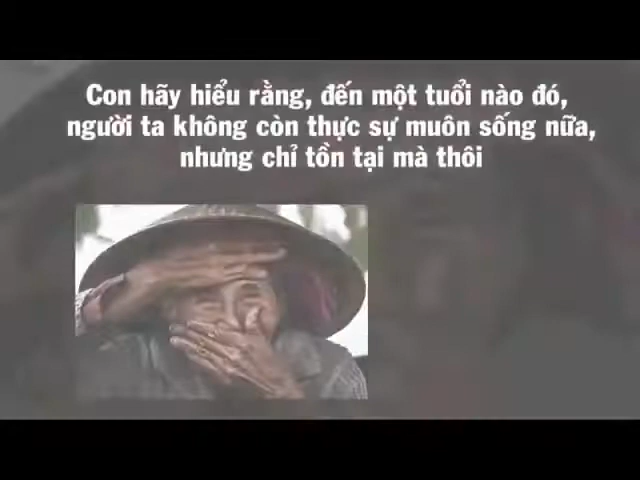 Con hãy hiểu rằng, đến một tuổi nào đó,
người ta không còn thực sự muôn sống nữa,
nhưng chỉ tồn tại mà thôi